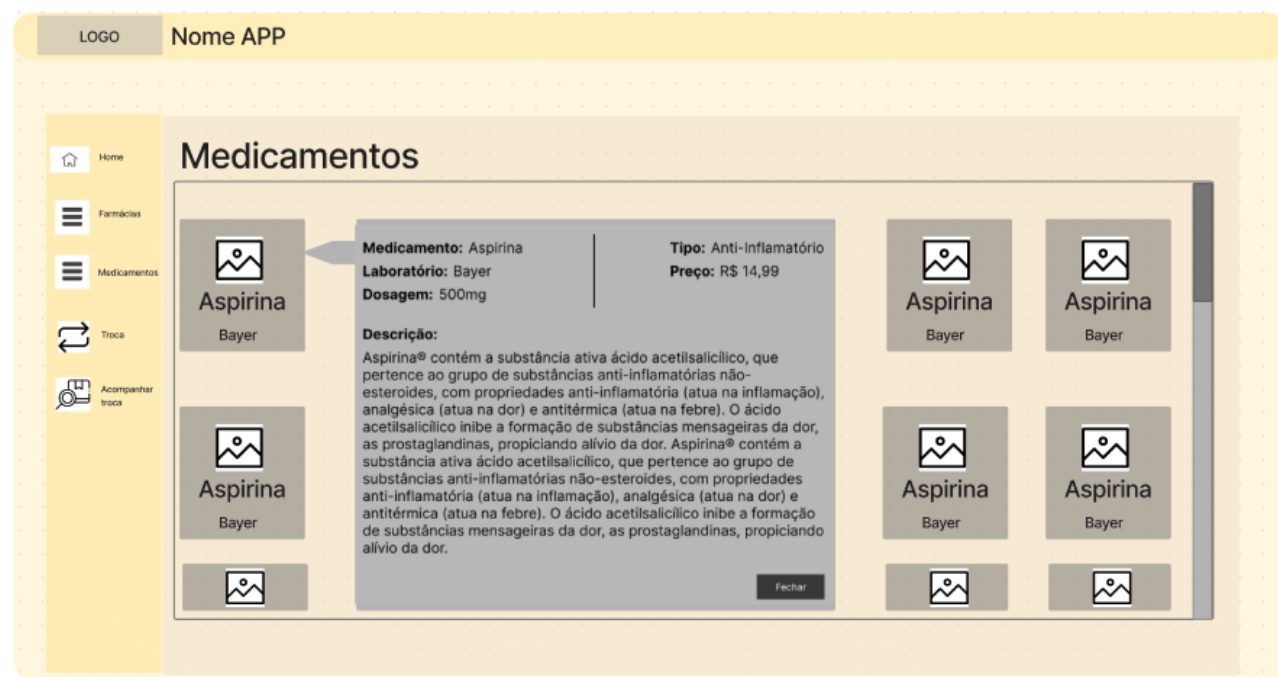 LOGO
Nome APP
Home
Farmácias
Medicamentos
Troca
Acompanhar
troca
Medicamentos
Aspirina
Bayer
Medicamento: Aspirina
Laboratório: Bayer
Dosagem: 500mg
Tipo: Anti-Inflamatório
Preço: R$ 14,99
Descrição:
Aspirina® contém a substância ativa ácido acetilsalicílico, que
pertence ao grupo de substâncias anti-inflamatórias não-
esteroides, com propriedades anti-inflamatória (atua na inflamação),
analgésica (atua na dor) e antitérmica (atua na febre). O ácido
acetilsalicílico inibe a formação de substâncias mensageiras da dor,
as prostaglandinas, propiciando alívio da dor. Aspirina® contém a
substância ativa ácido acetilsalicílico, que pertence ao grupo de
substâncias anti-inflamatórias não-esteroides, com propriedades
anti-inflamatória (atua na inflamação), analgésica (atua na dor) e
antitérmica (atua na febre). O ácido acetilsalicílico inibe a formação
de substâncias mensageiras da dor, as prostaglandinas, propiciando
alívio da dor.
Fechar
Aspirina
Bayer
Aspirina
Bayer
Aspirina
Bayer
Aspirina
Bayer
Aspirina
Bayer